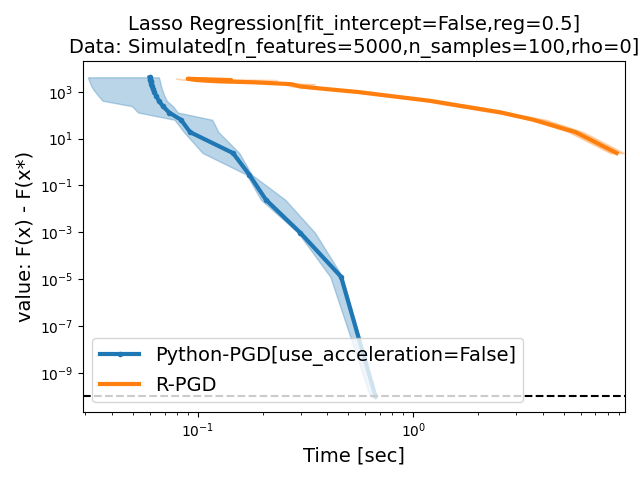 Lasso Regression[fit_intercept=False,reg=0.5]
Data: Simulated[n_features=5000,n_samples=100,rho=0]
value: F(x) - F(x*)
10³
10¹
10⁻¹
10⁻³
10⁻⁵
10⁻⁷
10⁻⁹
Python-PGD[use_acceleration=False]
R-PGD
10⁻¹
10⁰
Time [sec]